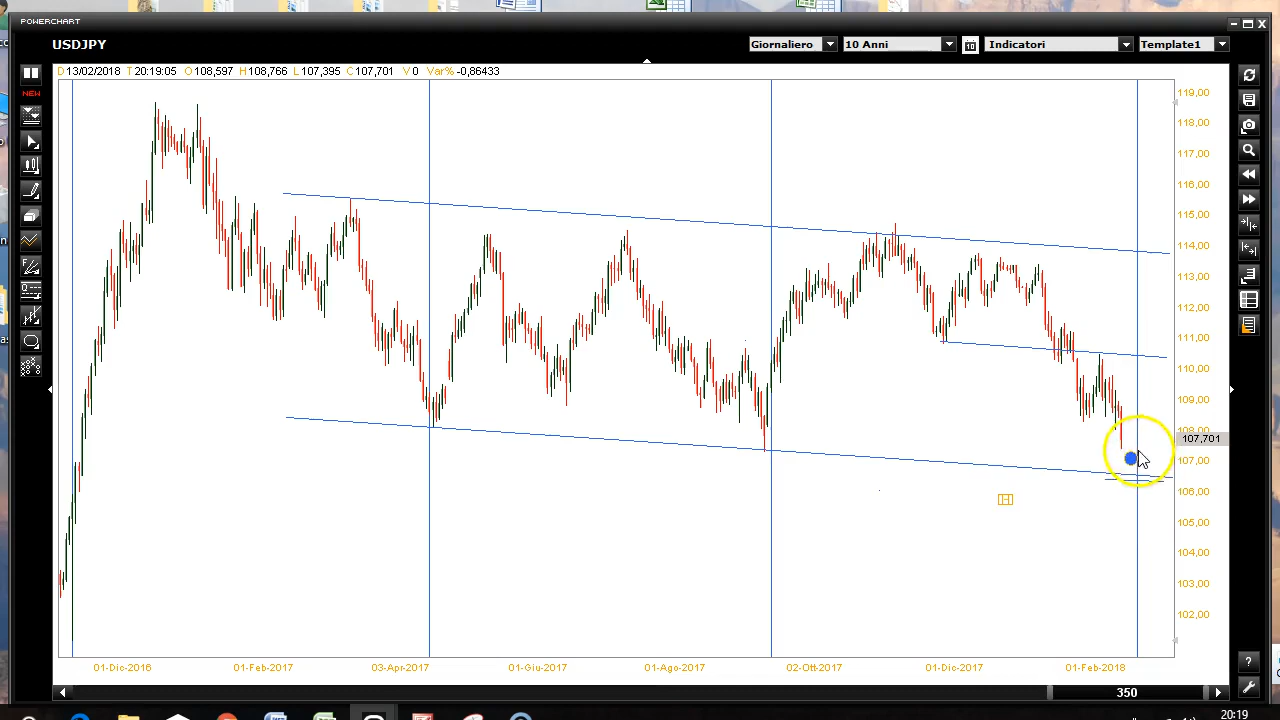 POWERCHART
USDJPY
Giornaliero
10 Anni
10
Indicatori
Template1
D 13/02/2018 T 20:19:05 O 108,597 H 108,766 L 107,395 C 107,701 V 0 Var% -0,86433
NEW
119,00
118,00
117,00
116,00
115,00
114,00
113,00
112,00
111,00
110,00
109,00
108,00
107,701
107,00
106,00
105,00
104,00
103,00
102,00
01-Dic-2016
01-Feb-2017
03-Apr-2017
01-Giu-2017
01-Ago-2017
02-Ott-2017
01-Dic-2017
01-Feb-2018
350
20:19